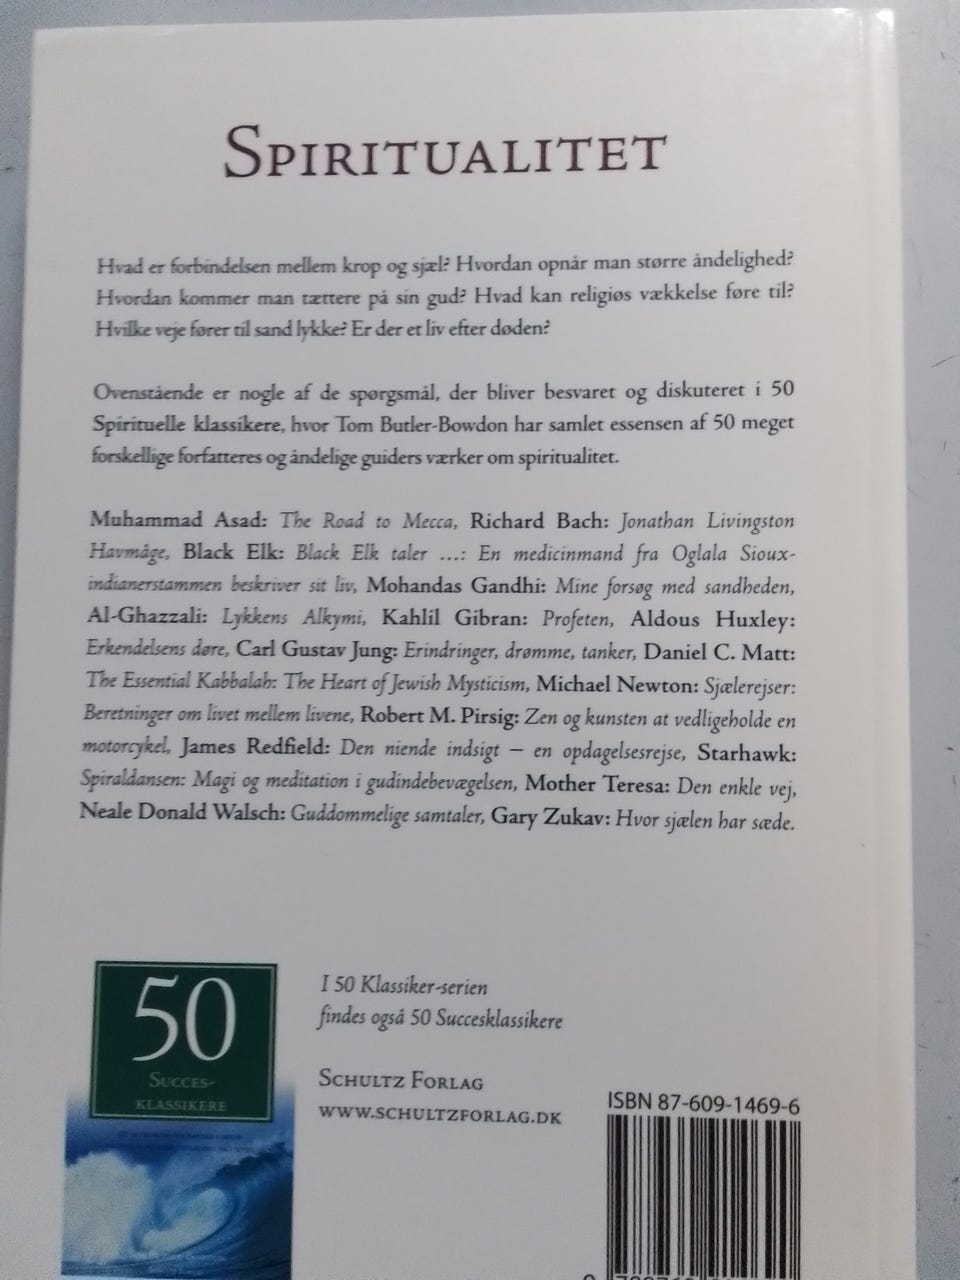 SPIRITUALITET
Hvad er forbindelsen mellem krop og sjæl? Hvordan opnår man større åndelighed?
Hvordan kommer man tættere på sin gud? Hvad kan religiøs vækkelse føre til?
Hvilke veje fører til sand lykke? Er der et liv efter døden?
Ovenstående er nogle af de spørgsmål, der bliver besvaret og diskuteret i 50
Spirituelle klassikere, hvor Tom Butler-Bowdon har samlet essensen af 50 meget
forskellige forfatteres og åndelige guiders værker om spiritualitet.
Muhammad Asad: The Road to Mecca, Richard Bach: Jonathan Livingston
Havmåge, Black Elk: Black Elk taler ...: En medicinmand fra Oglala Sioux-
indianerstammen beskriver sit liv, Mohandas Gandhi: Mine forsøg med sandheden,
Al-Ghazzali: Lykkens Alkymi, Kahlil Gibran: Profeten, Aldous Huxley:
Erkendelsens døre, Carl Gustav Jung: Erindringer, drømme, tanker, Daniel C. Matt:
The Essential Kabbalah: The Heart of Jewish Mysticism, Michael Newton: Sjælerejser:
Beretninger om livet mellem livene, Robert M. Pirsig: Zen og kunsten at vedligeholde en
motorcykel, James Redfield: Den niende indsigt – en opdagelsesrejse, Starhawk:
Spiraldansen: Magi og meditation i gudindebevægelsen, Mother Teresa: Den enkle vej,
Neale Donald Walsch: Guddommelige samtaler, Gary Zukav: Hvor sjælen har sæde.
50
SUCCES-
KLASSIKERE
I 50 Klassiker-serien
findes også 50 Succesklassikere
SCHULTZ FORLAG
WWW.SCHULTZFORLAG.DK
ISBN 87-609-1469-6